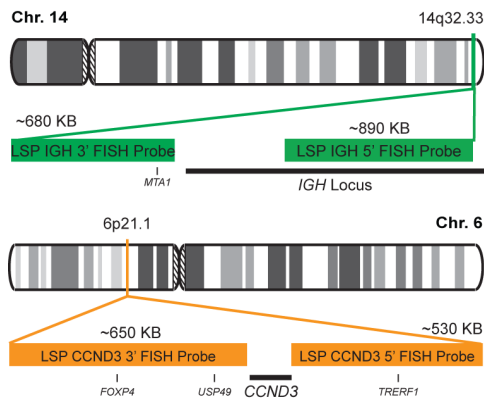 Chr. 14
14q32.33
~680 KB
~890 KB
LSP IGH 3’ FISH Probe
LSP IGH 5’ FISH Probe
MTA1
IGH Locus
6p21.1
Chr. 6
~650 KB
~530 KB
LSP CCND3 3’ FISH Probe
LSP CCND3 5’ FISH Probe
FOXP4
USP49
CCND3
TRERF1